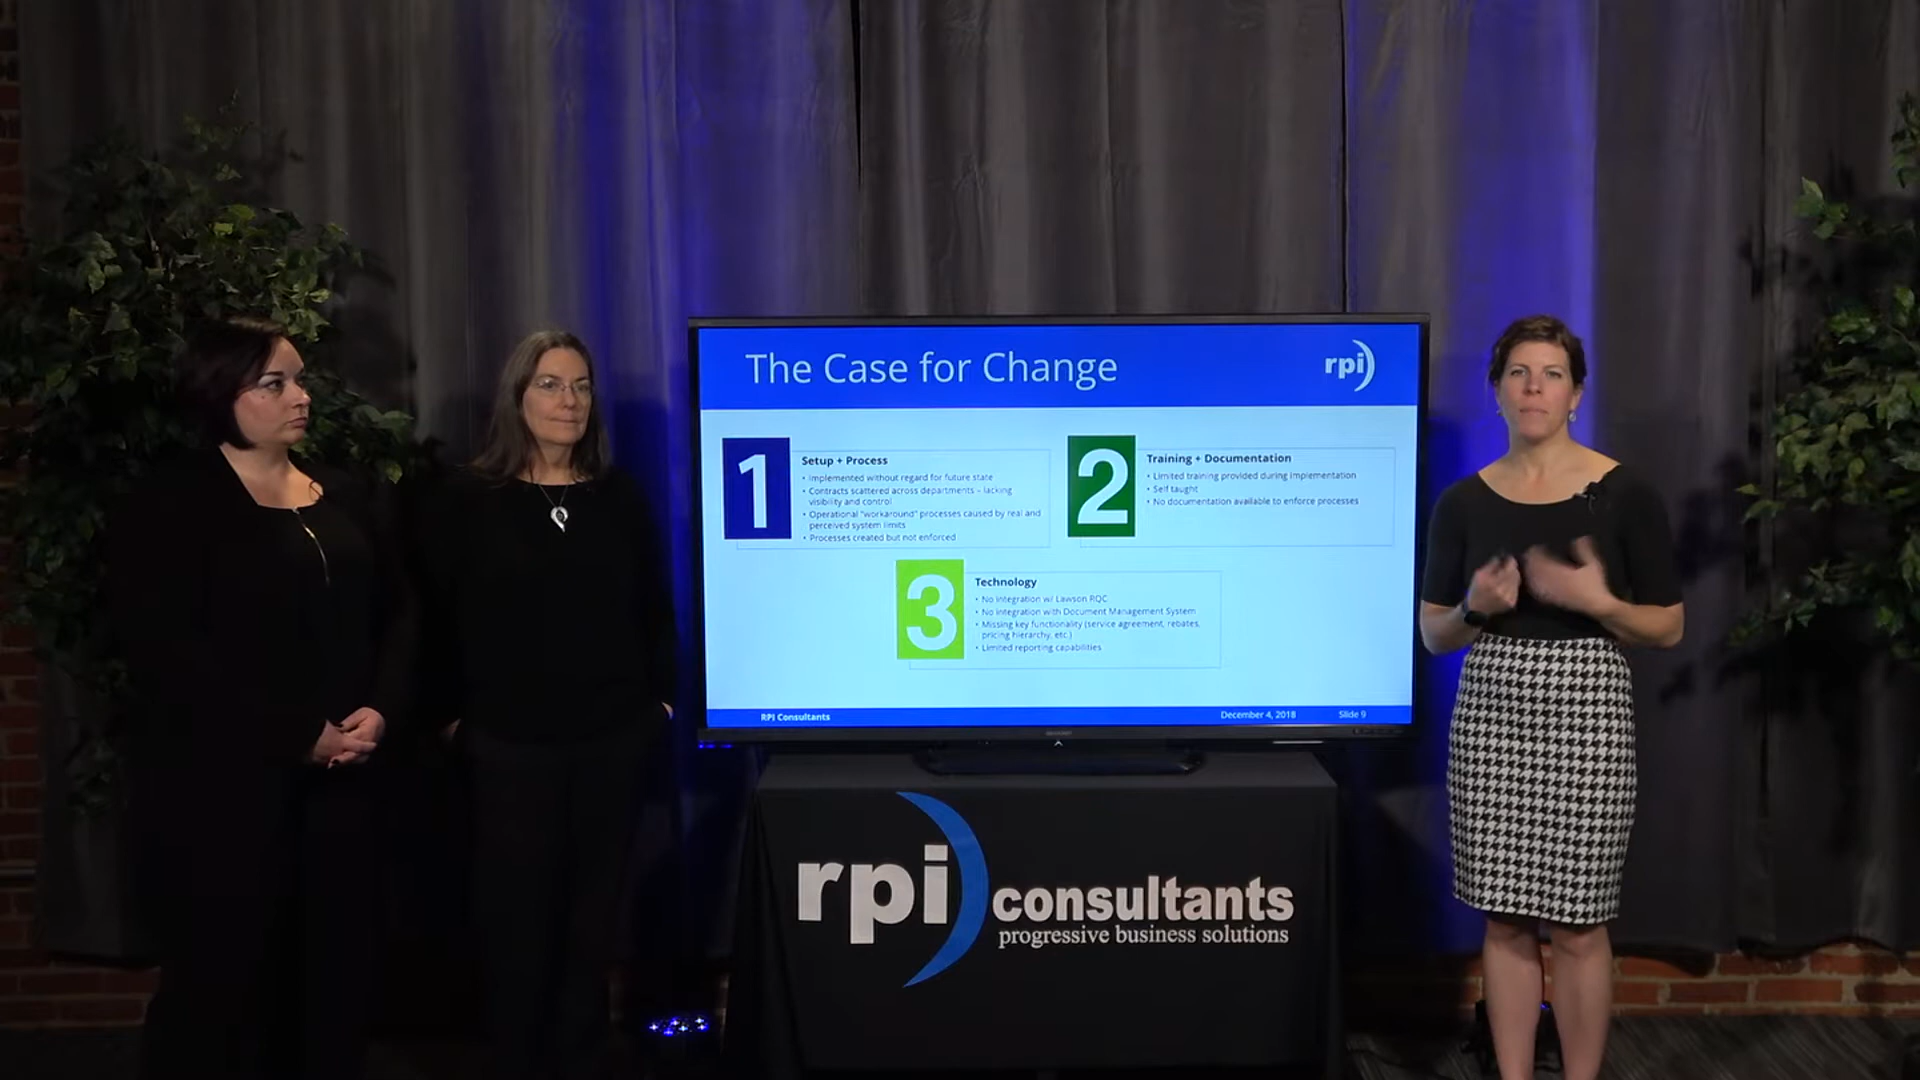 The Case for Change
rpi
1
Setup + Process
• Implemented without regard for future state
• Contracts scattered across departments – lacking
visibility and control
• Operational "workaround" processes caused by real and
perceived system limits
• Processes created but not enforced
2
Training + Documentation
• Limited training provided during implementation
• Self taught
• No documentation available to enforce processes
3
Technology
• No integration w/ Lawson RQC
• No integration with Document Management System
• Missing key functionality (service agreement, rebates,
pricing hierarchy, etc.)
• Limited reporting capabilities
RPI Consultants
December 4, 2018
Slide 9
rpi consultants
progressive business solutions